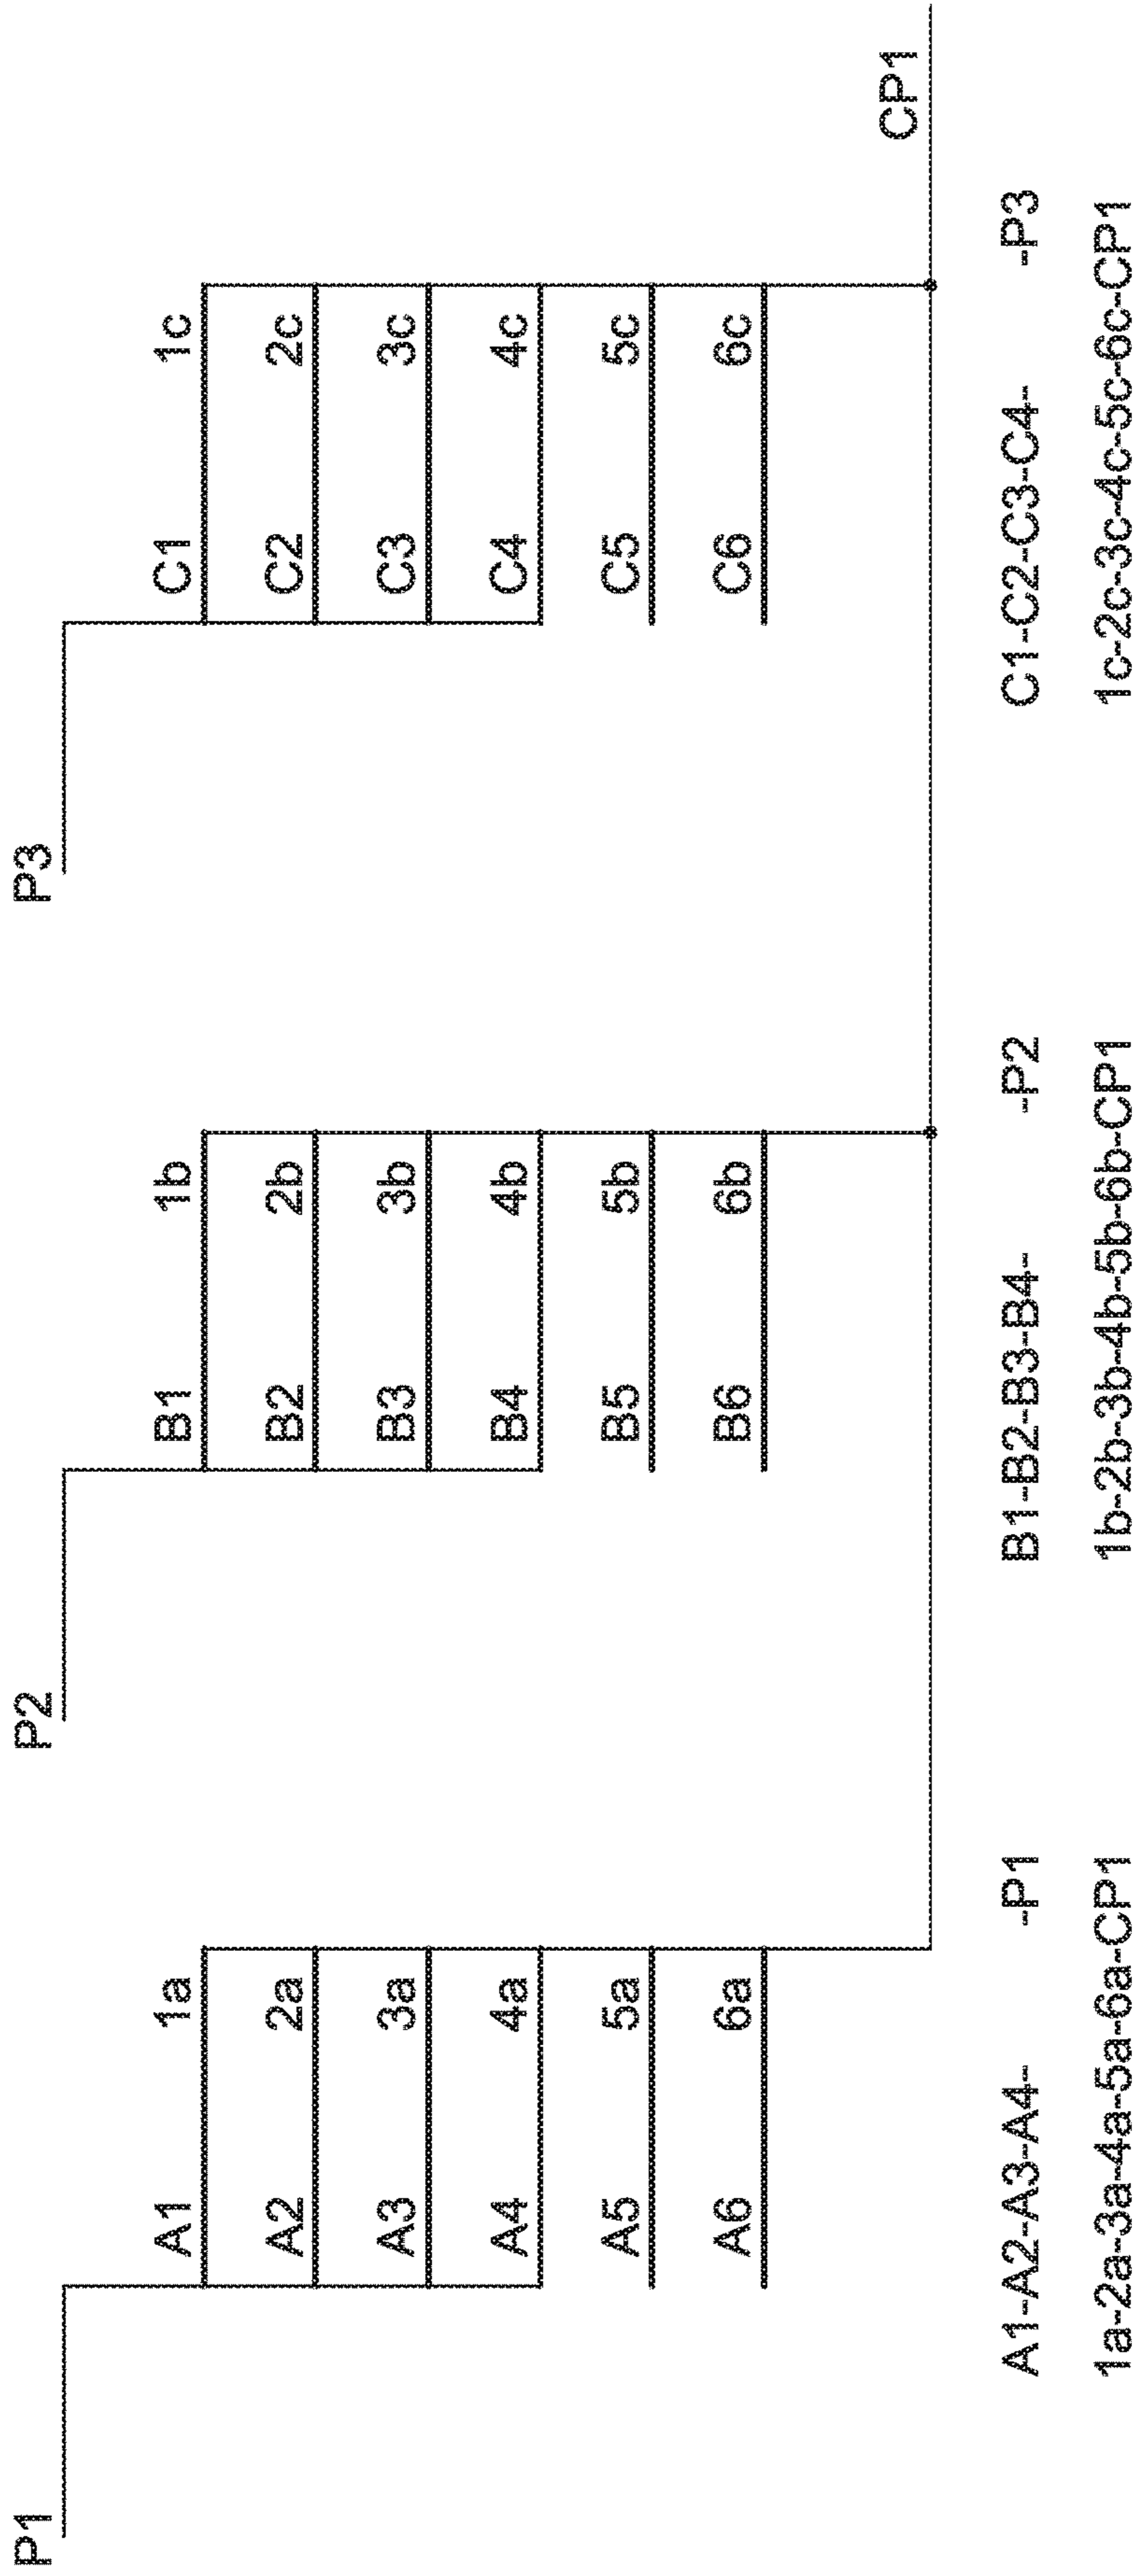 P1
A1 1a
A2 2a
A3 3a
A4 4a
A5 5a
A6 6a
A1-A2-A3-A4- -P1
1a-2a-3a-4a-5a-6a-CP1
P2
B1 1b
B2 2b
B3 3b
B4 4b
B5 5b
B6 6b
B1-B2-B3-B4- -P2
1b-2b-3b-4b-5b-6b-CP1
P3
C1 1c
C2 2c
C3 3c
C4 4c
C5 5c
C6 6c
CP1
C1-C2-C3-C4- -P3
1c-2c-3c-4c-5c-6c-CP1